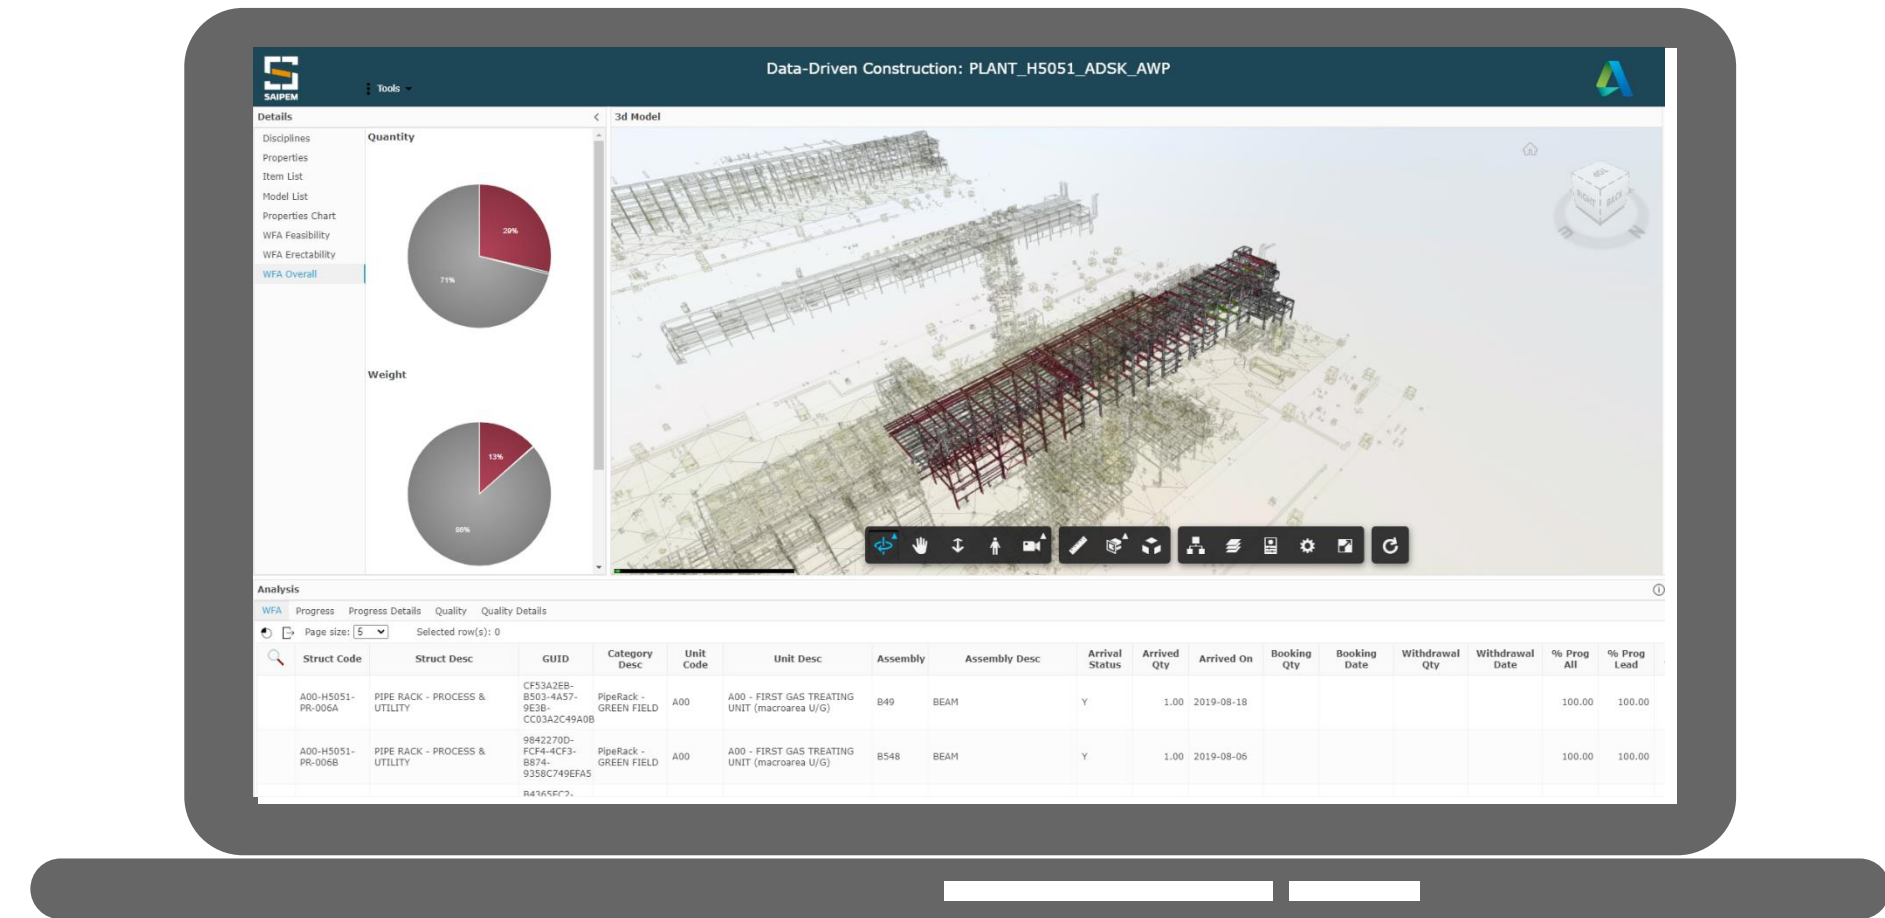 SAIPEM
Tools
Data-Driven Construction: PLANT_H5051_ADSK_AWP
Details
Disciplines
Properties
Item List
Model List
Properties Chart
WFA Feasibility
WFA Erectability
WFA Overall
Quantity
29%
71%
Weight
13%
86%
3d Model
RIGHT
BACK
Analysis
WFA Progress Progress Details Quality Quality Details
Page size: 5 Selected row(s): 0
Struct Code Struct Desc GUID Category Desc Unit Code Unit Desc Assembly Assembly Desc Arrival Status Arrived Qty Arrived On Booking Qty Booking Date Withdrawal Qty Withdrawal Date % Prog All % Prog Lead
A00-H5051-PR-006A PIPE RACK - PROCESS & UTILITY CF53A2EB-B503-4A57-9E3B-CC03A2C49A0B PipeRack - GREEN FIELD A00 A00 - FIRST GAS TREATING UNIT (macroarea U/G) B49 BEAM Y 1.00 2019-08-18 100.00 100.00
A00-H5051-PR-006B PIPE RACK - PROCESS & UTILITY 9842270D-FCF4-4CF3-B874-9358C749EFA5 PipeRack - GREEN FIELD A00 A00 - FIRST GAS TREATING UNIT (macroarea U/G) B548 BEAM Y 1.00 2019-08-06 100.00 100.00
B4365FC2-